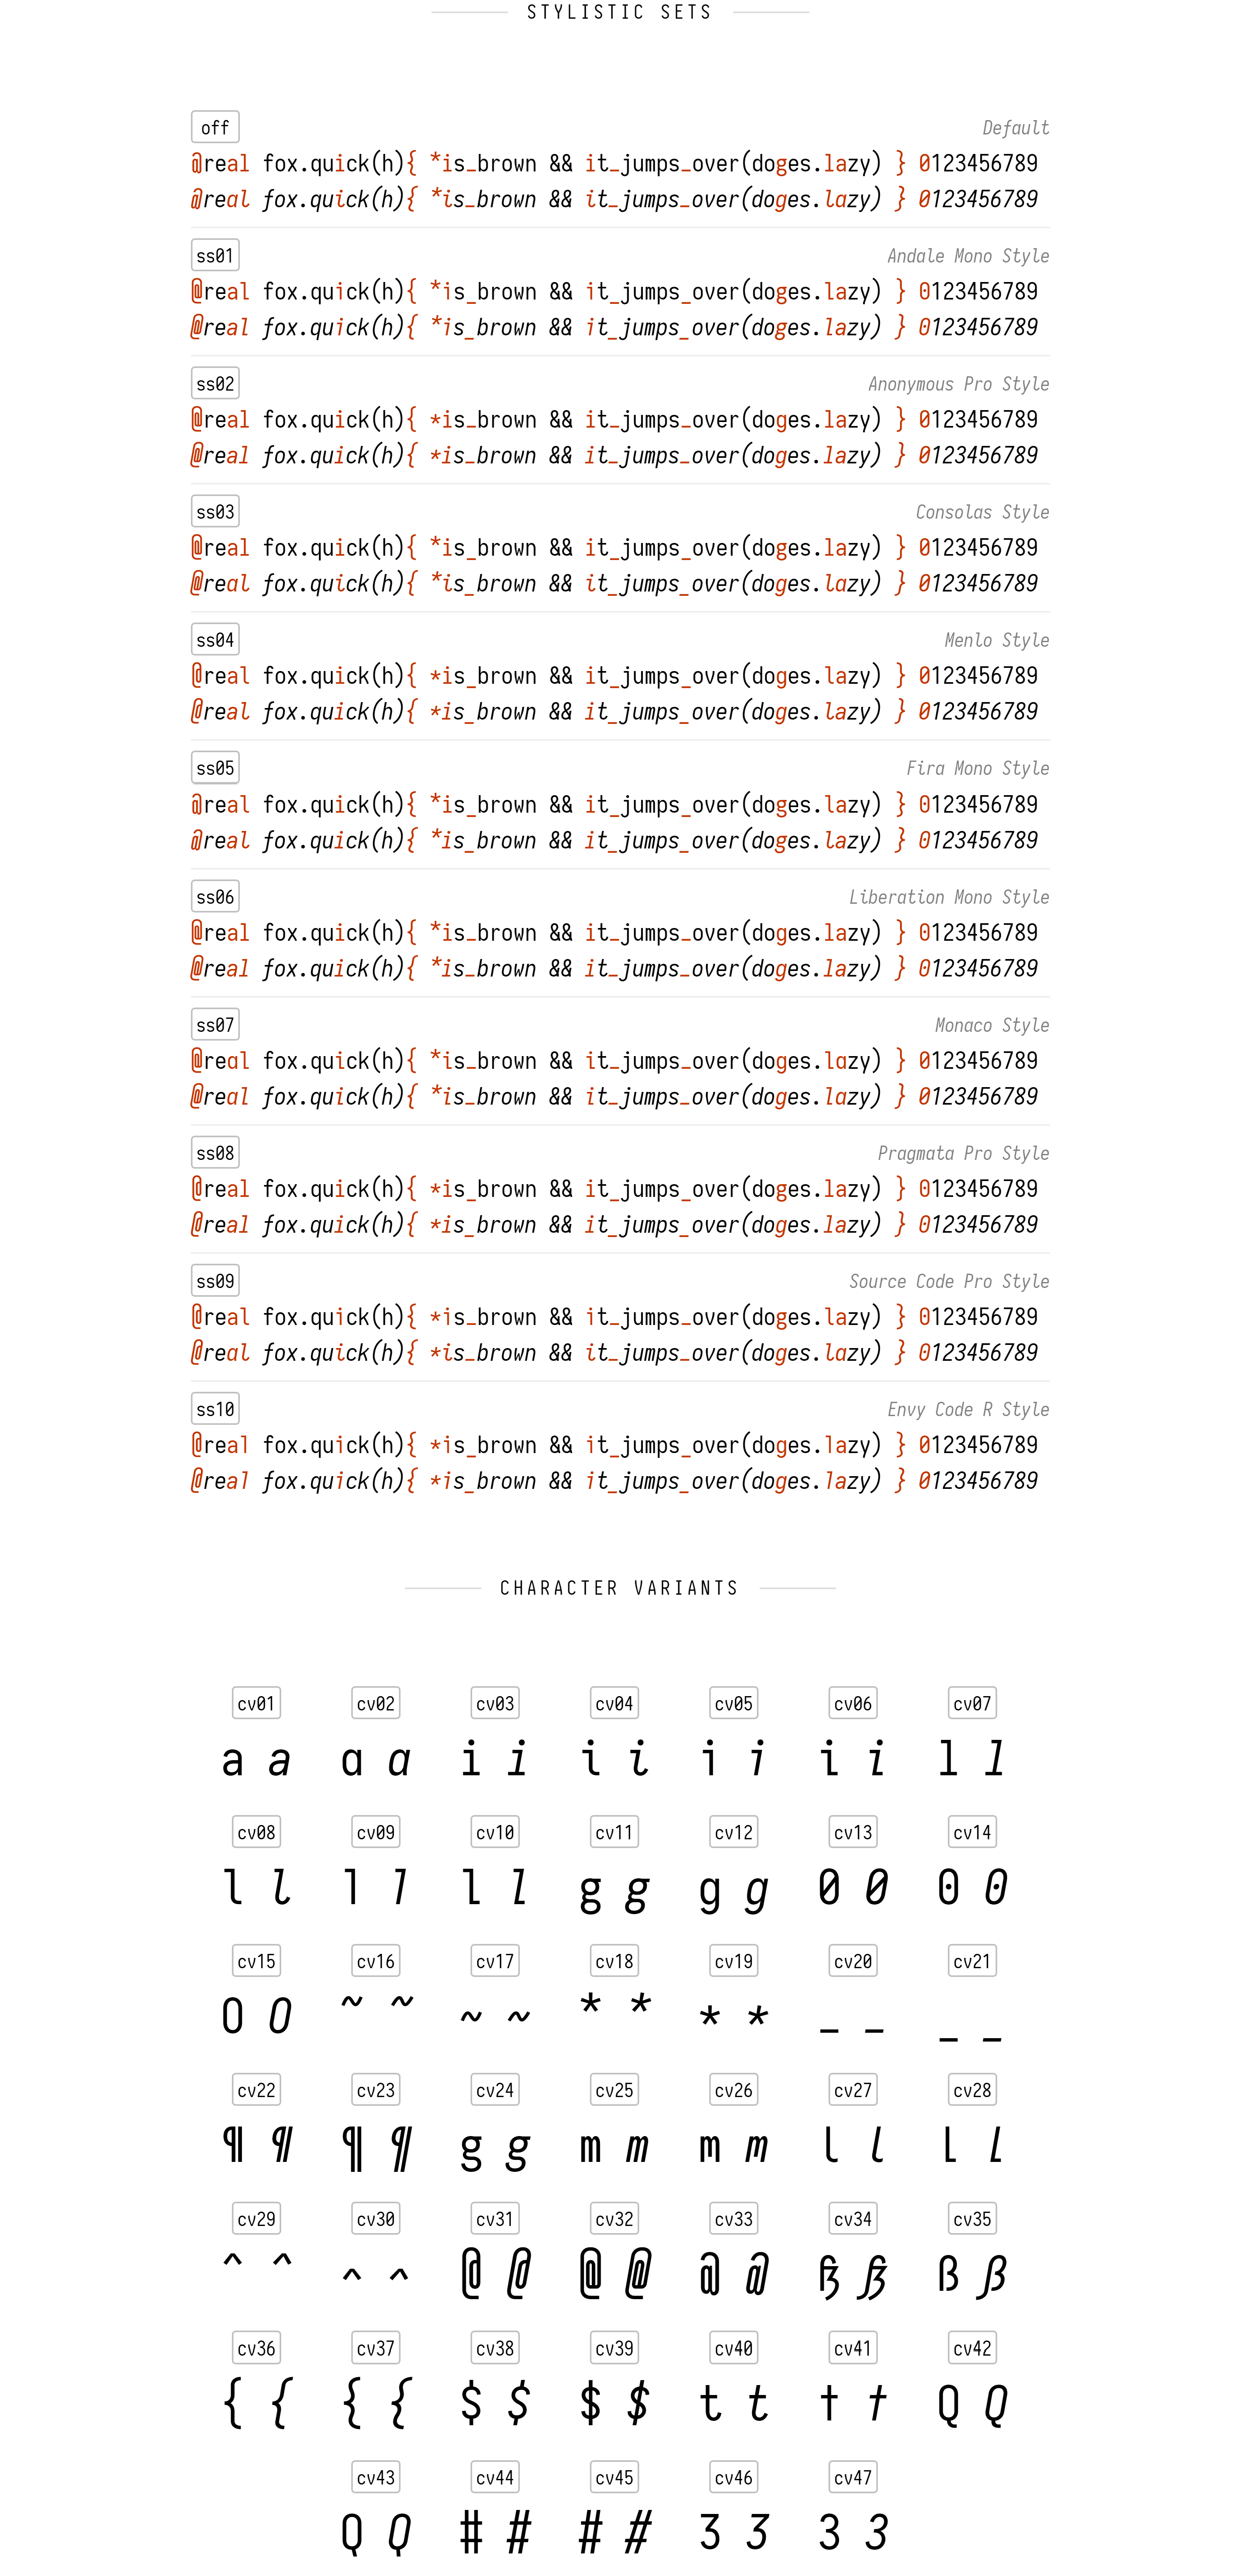 STYLISTIC SETS
off Default
@real fox.quick(h){ *is_brown && it_jumps_over(doges.lazy) } 0123456789
@real fox.quick(h){ *is_brown && it_jumps_over(doges.lazy) } 0123456789
ss01 Andale Mono Style
@real fox.quick(h){ *is_brown && it_jumps_over(doges.lazy) } 0123456789
@real fox.quick(h){ *is_brown && it_jumps_over(doges.lazy) } 0123456789
ss02 Anonymous Pro Style
@real fox.quick(h){ *is_brown && it_jumps_over(doges.lazy) } 0123456789
@real fox.quick(h){ *is_brown && it_jumps_over(doges.lazy) } 0123456789
ss03 Consolas Style
@real fox.quick(h){ *is_brown && it_jumps_over(doges.lazy) } 0123456789
@real fox.quick(h){ *is_brown && it_jumps_over(doges.lazy) } 0123456789
ss04 Menlo Style
@real fox.quick(h){ *is_brown && it_jumps_over(doges.lazy) } 0123456789
@real fox.quick(h){ *is_brown && it_jumps_over(doges.lazy) } 0123456789
ss05 Fira Mono Style
@real fox.quick(h){ *is_brown && it_jumps_over(doges.lazy) } 0123456789
@real fox.quick(h){ *is_brown && it_jumps_over(doges.lazy) } 0123456789
ss06 Liberation Mono Style
@real fox.quick(h){ *is_brown && it_jumps_over(doges.lazy) } 0123456789
@real fox.quick(h){ *is_brown && it_jumps_over(doges.lazy) } 0123456789
ss07 Monaco Style
@real fox.quick(h){ *is_brown && it_jumps_over(doges.lazy) } 0123456789
@real fox.quick(h){ *is_brown && it_jumps_over(doges.lazy) } 0123456789
ss08 Pragmata Pro Style
@real fox.quick(h){ *is_brown && it_jumps_over(doges.lazy) } 0123456789
@real fox.quick(h){ *is_brown && it_jumps_over(doges.lazy) } 0123456789
ss09 Source Code Pro Style
@real fox.quick(h){ *is_brown && it_jumps_over(doges.lazy) } 0123456789
@real fox.quick(h){ *is_brown && it_jumps_over(doges.lazy) } 0123456789
ss10 Envy Code R Style
@real fox.quick(h){ *is_brown && it_jumps_over(doges.lazy) } 0123456789
@real fox.quick(h){ *is_brown && it_jumps_over(doges.lazy) } 0123456789
CHARACTER VARIANTS
cv01 cv02 cv03 cv04 cv05 cv06 cv07
a a a a i i i i i i i i l l
cv08 cv09 cv10 cv11 cv12 cv13 cv14
l l l l l l g g g g 0 0 0 0
cv15 cv16 cv17 cv18 cv19 cv20 cv21
0 0 ~ ~ ~ ~ * * * * _ _ _ _
cv22 cv23 cv24 cv25 cv26 cv27 cv28
¶ ¶ ¶ ¶ g g m m m m l l L L
cv29 cv30 cv31 cv32 cv33 cv34 cv35
^ ^ ^ ^ @ @ @ @ @ @ ß ß ß ß
cv36 cv37 cv38 cv39 cv40 cv41 cv42
{ { { { $ $ $ $ t t t t Q Q
cv43 cv44 cv45 cv46 cv47
Q Q # # # # 3 3 3 3